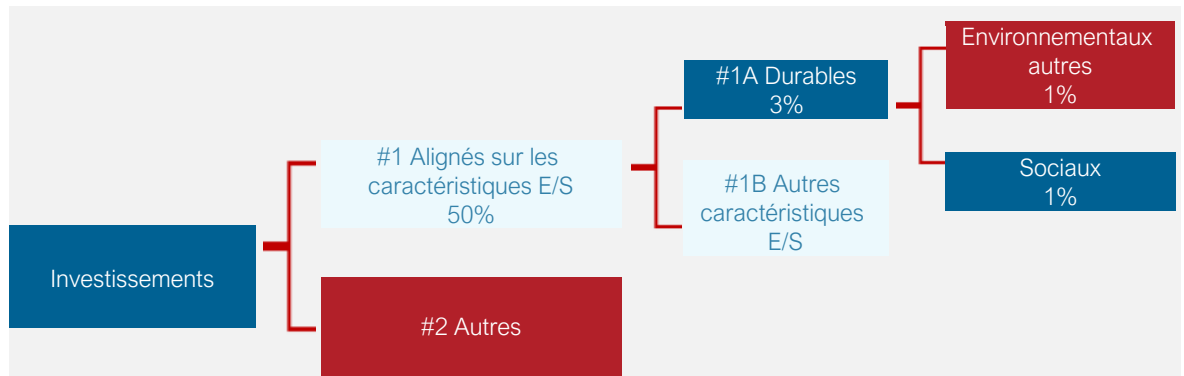 Investissements
#1 Alignés sur les
caractéristiques E/S
50%
#2 Autres
#1A Durables
3%
#1B Autres
caractéristiques
E/S
Environnementaux
autres
1%
Sociaux
1%